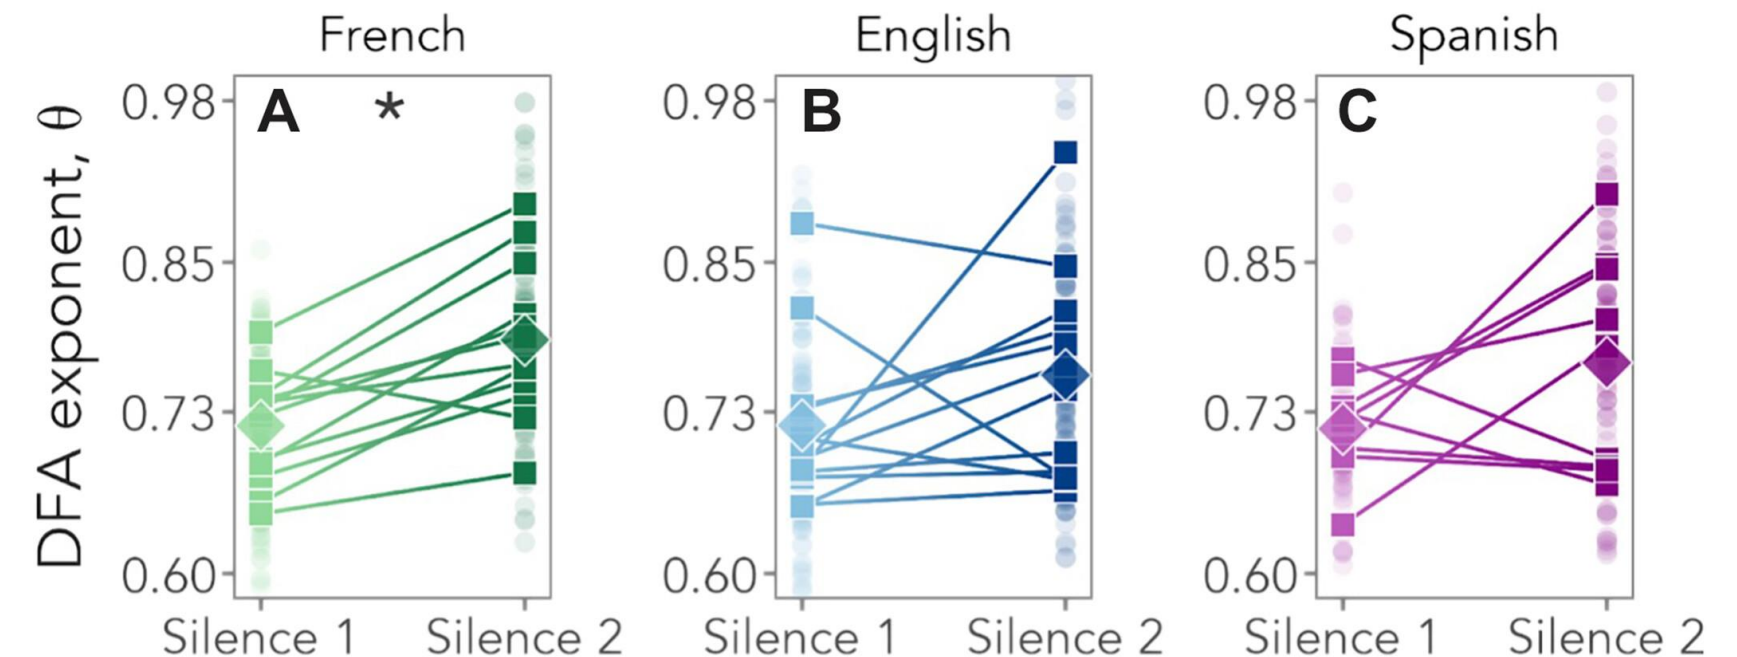 French English Spanish
DFA exponent, θ
A * B C
0.98 0.98 0.98
0.85 0.85 0.85
0.73 0.73 0.73
0.60 0.60 0.60
Silence 1 Silence 2 Silence 1 Silence 2 Silence 1 Silence 2